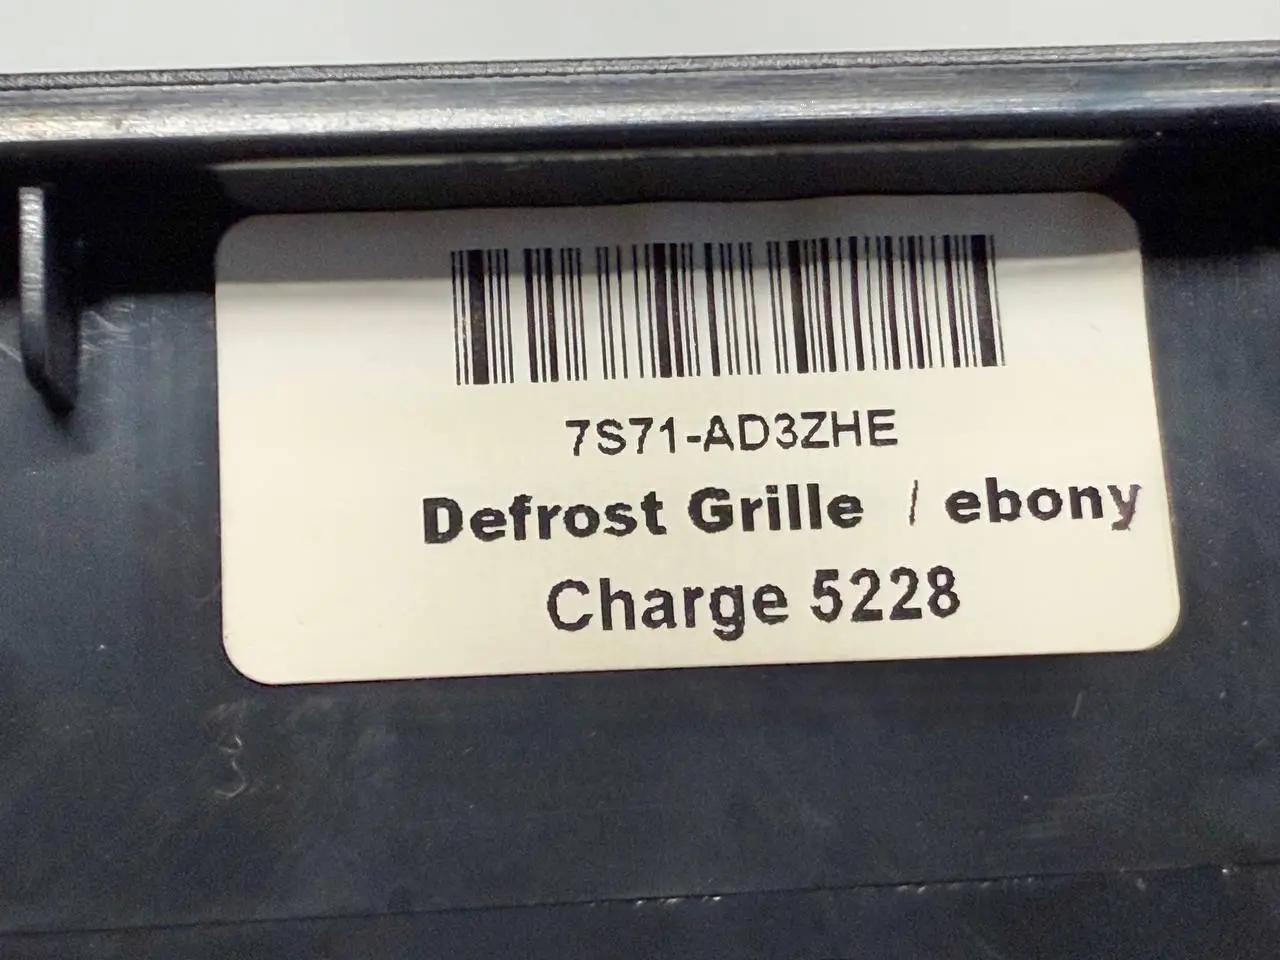 7S71-AD3ZHE
Defrost Grille / ebony
Charge 5228